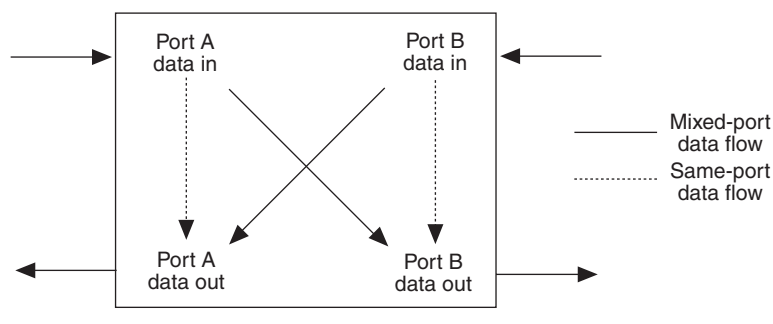 Port A
data in
Port B
data in
Mixed-port
data flow
Same-port
data flow
Port A
data out
Port B
data out